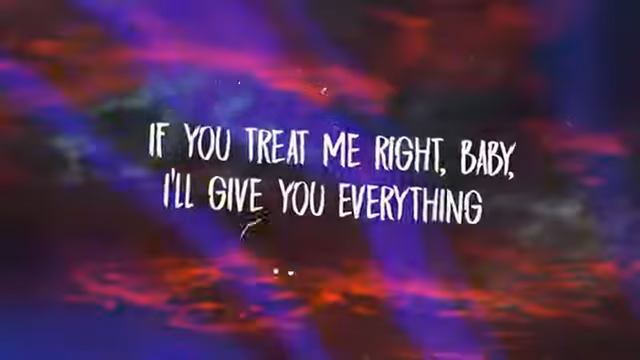 IF YOU TREAT ME RIGHT, BABY,
I'LL GIVE YOU EVERYTHING